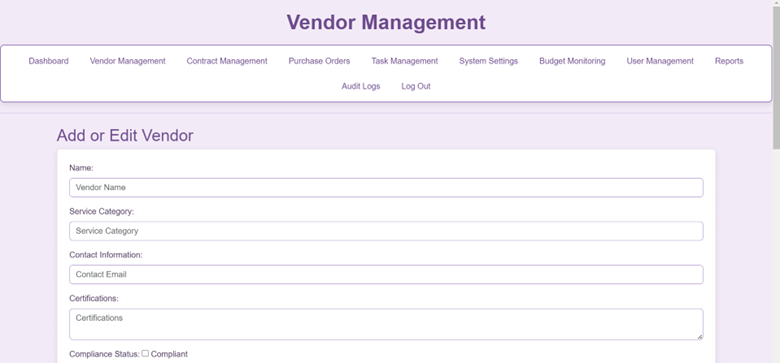 Vendor Management
Dashboard Vendor Management Contract Management Purchase Orders Task Management System Settings Budget Monitoring User Management Reports
Audit Logs Log Out
Add or Edit Vendor
Name:
Vendor Name
Service Category:
Service Category
Contact Information:
Contact Email
Certifications:
Certifications
Compliance Status: Compliant